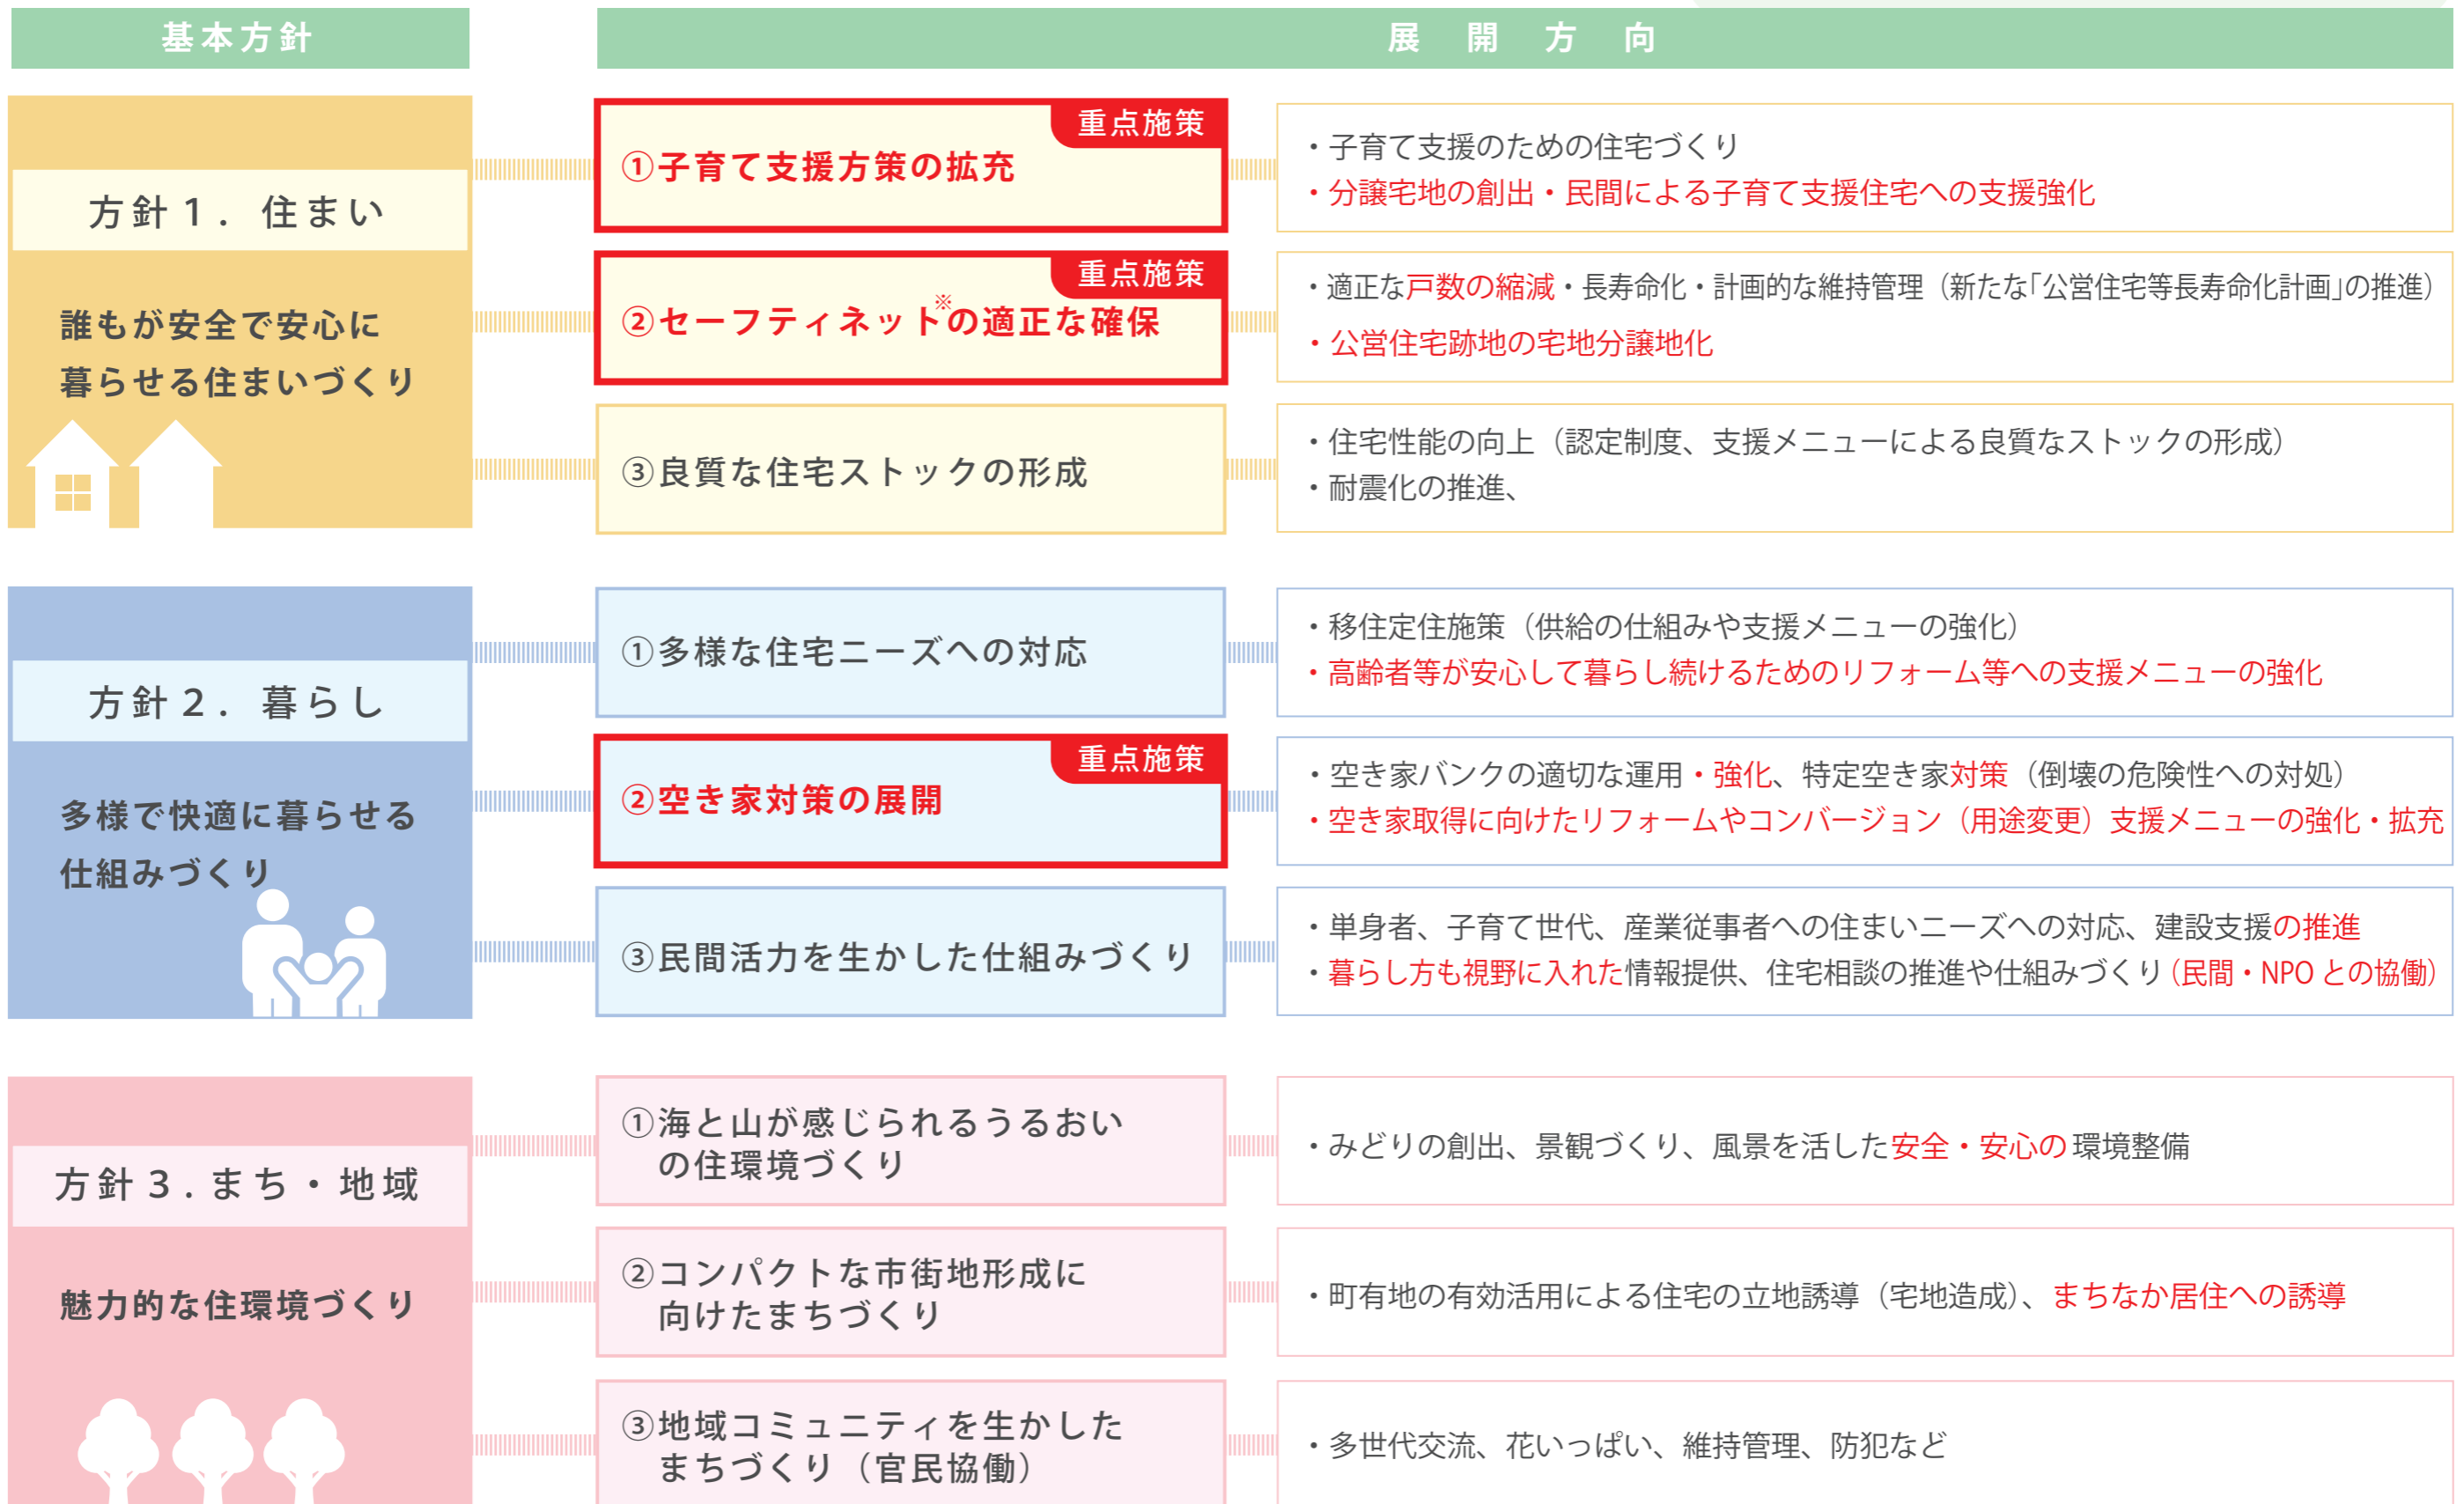 基本方針
展開方向
方針１．住まい
誰もが安全で安心に
暮らせる住まいづくり
重点施策
①子育て支援方策の拡充
・子育て支援のための住宅づくり
・分譲宅地の創出・民間による子育て支援住宅への支援強化
重点施策
②セーフティネット※の適正な確保
・適正な戸数の縮減・長寿命化・計画的な維持管理（新たな「公営住宅等長寿命化計画」の推進）
・公営住宅跡地の宅地分譲地化
③良質な住宅ストックの形成
・住宅性能の向上（認定制度、支援メニューによる良質なストックの形成）
・耐震化の推進、
方針２．暮らし
多様で快適に暮らせる
仕組みづくり
①多様な住宅ニーズへの対応
・移住定住施策（供給の仕組みや支援メニューの強化）
・高齢者等が安心して暮らし続けるためのリフォーム等への支援メニューの強化
重点施策
②空き家対策の展開
・空き家バンクの適切な運用・強化、特定空き家対策（倒壊の危険性への対処）
・空き家取得に向けたリフォームやコンバージョン（用途変更）支援メニューの強化・拡充
③民間活力を生かした仕組みづくり
・単身者、子育て世代、産業従事者への住まいニーズへの対応、建設支援の推進
・暮らし方も視野に入れた情報提供、住宅相談の推進や仕組みづくり（民間・NPOとの協働）
方針３．まち・地域
魅力的な住環境づくり
①海と山が感じられるうるおい
の住環境づくり
・みどりの創出、景観づくり、風景を活した安全・安心の環境整備
②コンパクトな市街地形成に
向けたまちづくり
・町有地の有効活用による住宅の立地誘導（宅地造成）、まちなか居住への誘導
③地域コミュニティを生かした
まちづくり（官民協働）
・多世代交流、花いっぱい、維持管理、防犯など